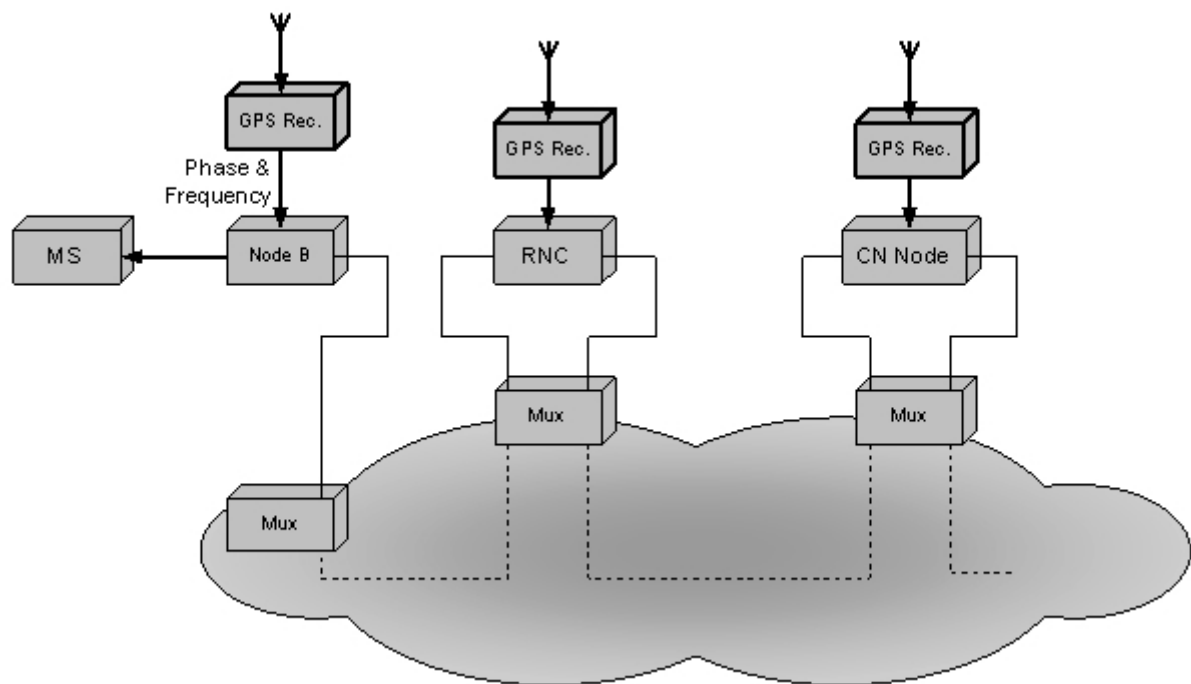 GPS Rec.
GPS Rec.
GPS Rec.
Phase &
Frequency
MS
Node B
RNC
CN Node
Mux
Mux
Mux